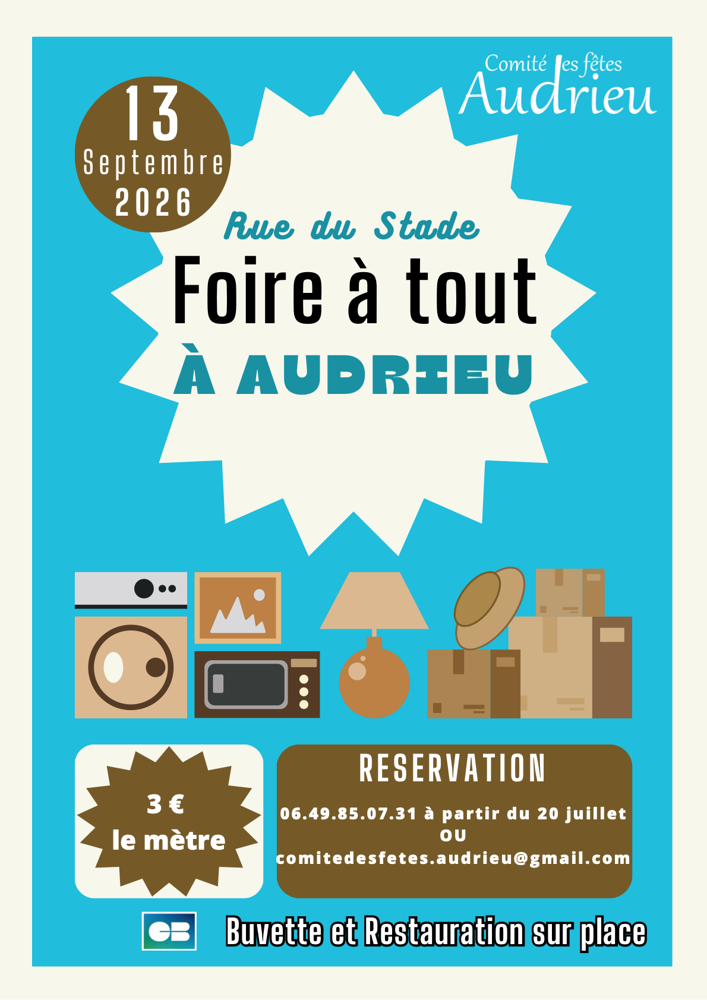 Comité des fêtes
Audrieu
13
Septembre
2026
Rue du Stade
Foire à tout
À AUDRIEU
3 €
le mètre
RESERVATION
06.49.85.07.31 à partir du 20 juillet
OU
comitedesfetes.audrieu@gmail.com
CB
Buvette et Restauration sur place